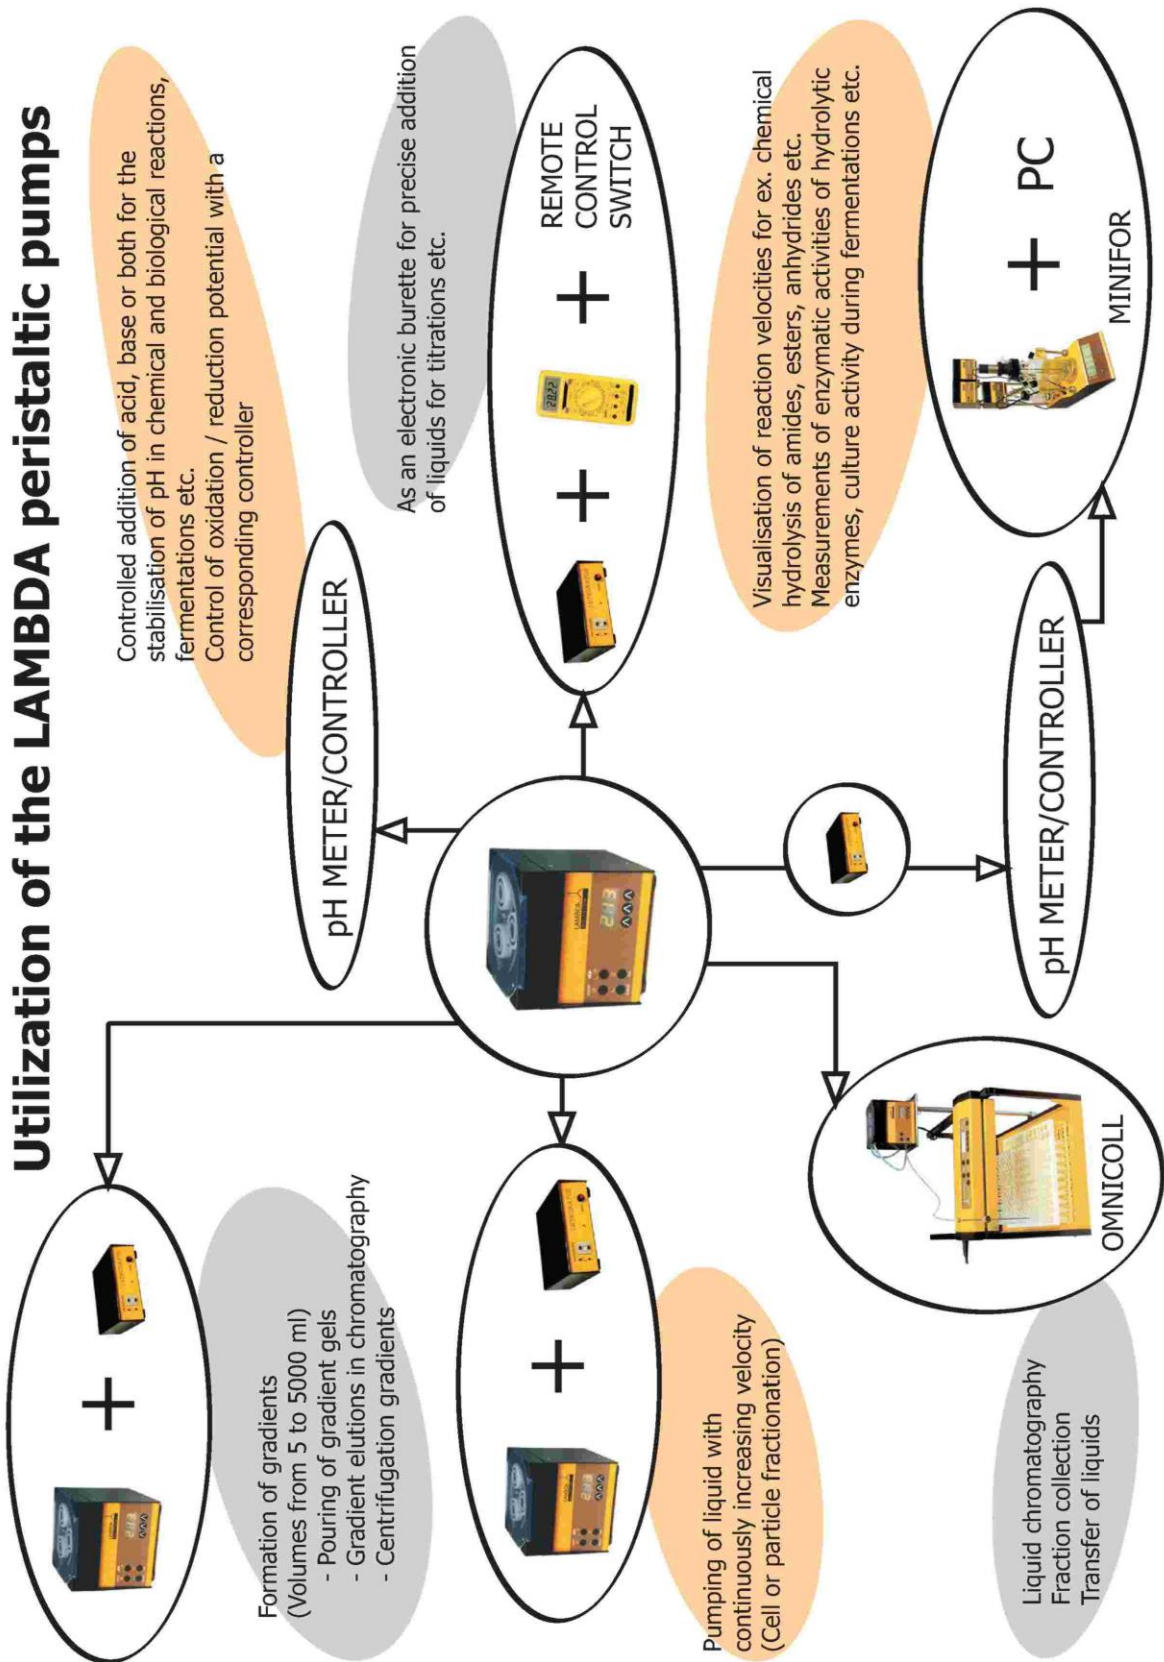 Utilization of the LAMBDA peristaltic pumps
Formation of gradients
(Volumes from 5 to 5000 ml)
- Pouring of gradient gels
- Gradient elutions in chromatography
- Centrifugation gradients
pH METER/CONTROLLER
Controlled addition of acid, base or both for the
stabilisation of pH in chemical and biological reactions,
fermentations etc.
Control of oxidation / reduction potential with a
corresponding controller
As an electronic burette for precise addition
of liquids for titrations etc.
+
+
+
+
REMOTE
CONTROL
SWITCH
Pumping of liquid with
continuously increasing velocity
(Cell or particle fractionation)
Visualisation of reaction velocities for ex. chemical
hydrolysis of amides, esters, anhydrides etc.
Measurements of enzymatic activities of hydrolytic
enzymes, culture activity during fermentations etc.
Liquid chromatography
Fraction collection
Transfer of liquids
OMNICOLL
pH METER/CONTROLLER
+ PC
MINIFOR